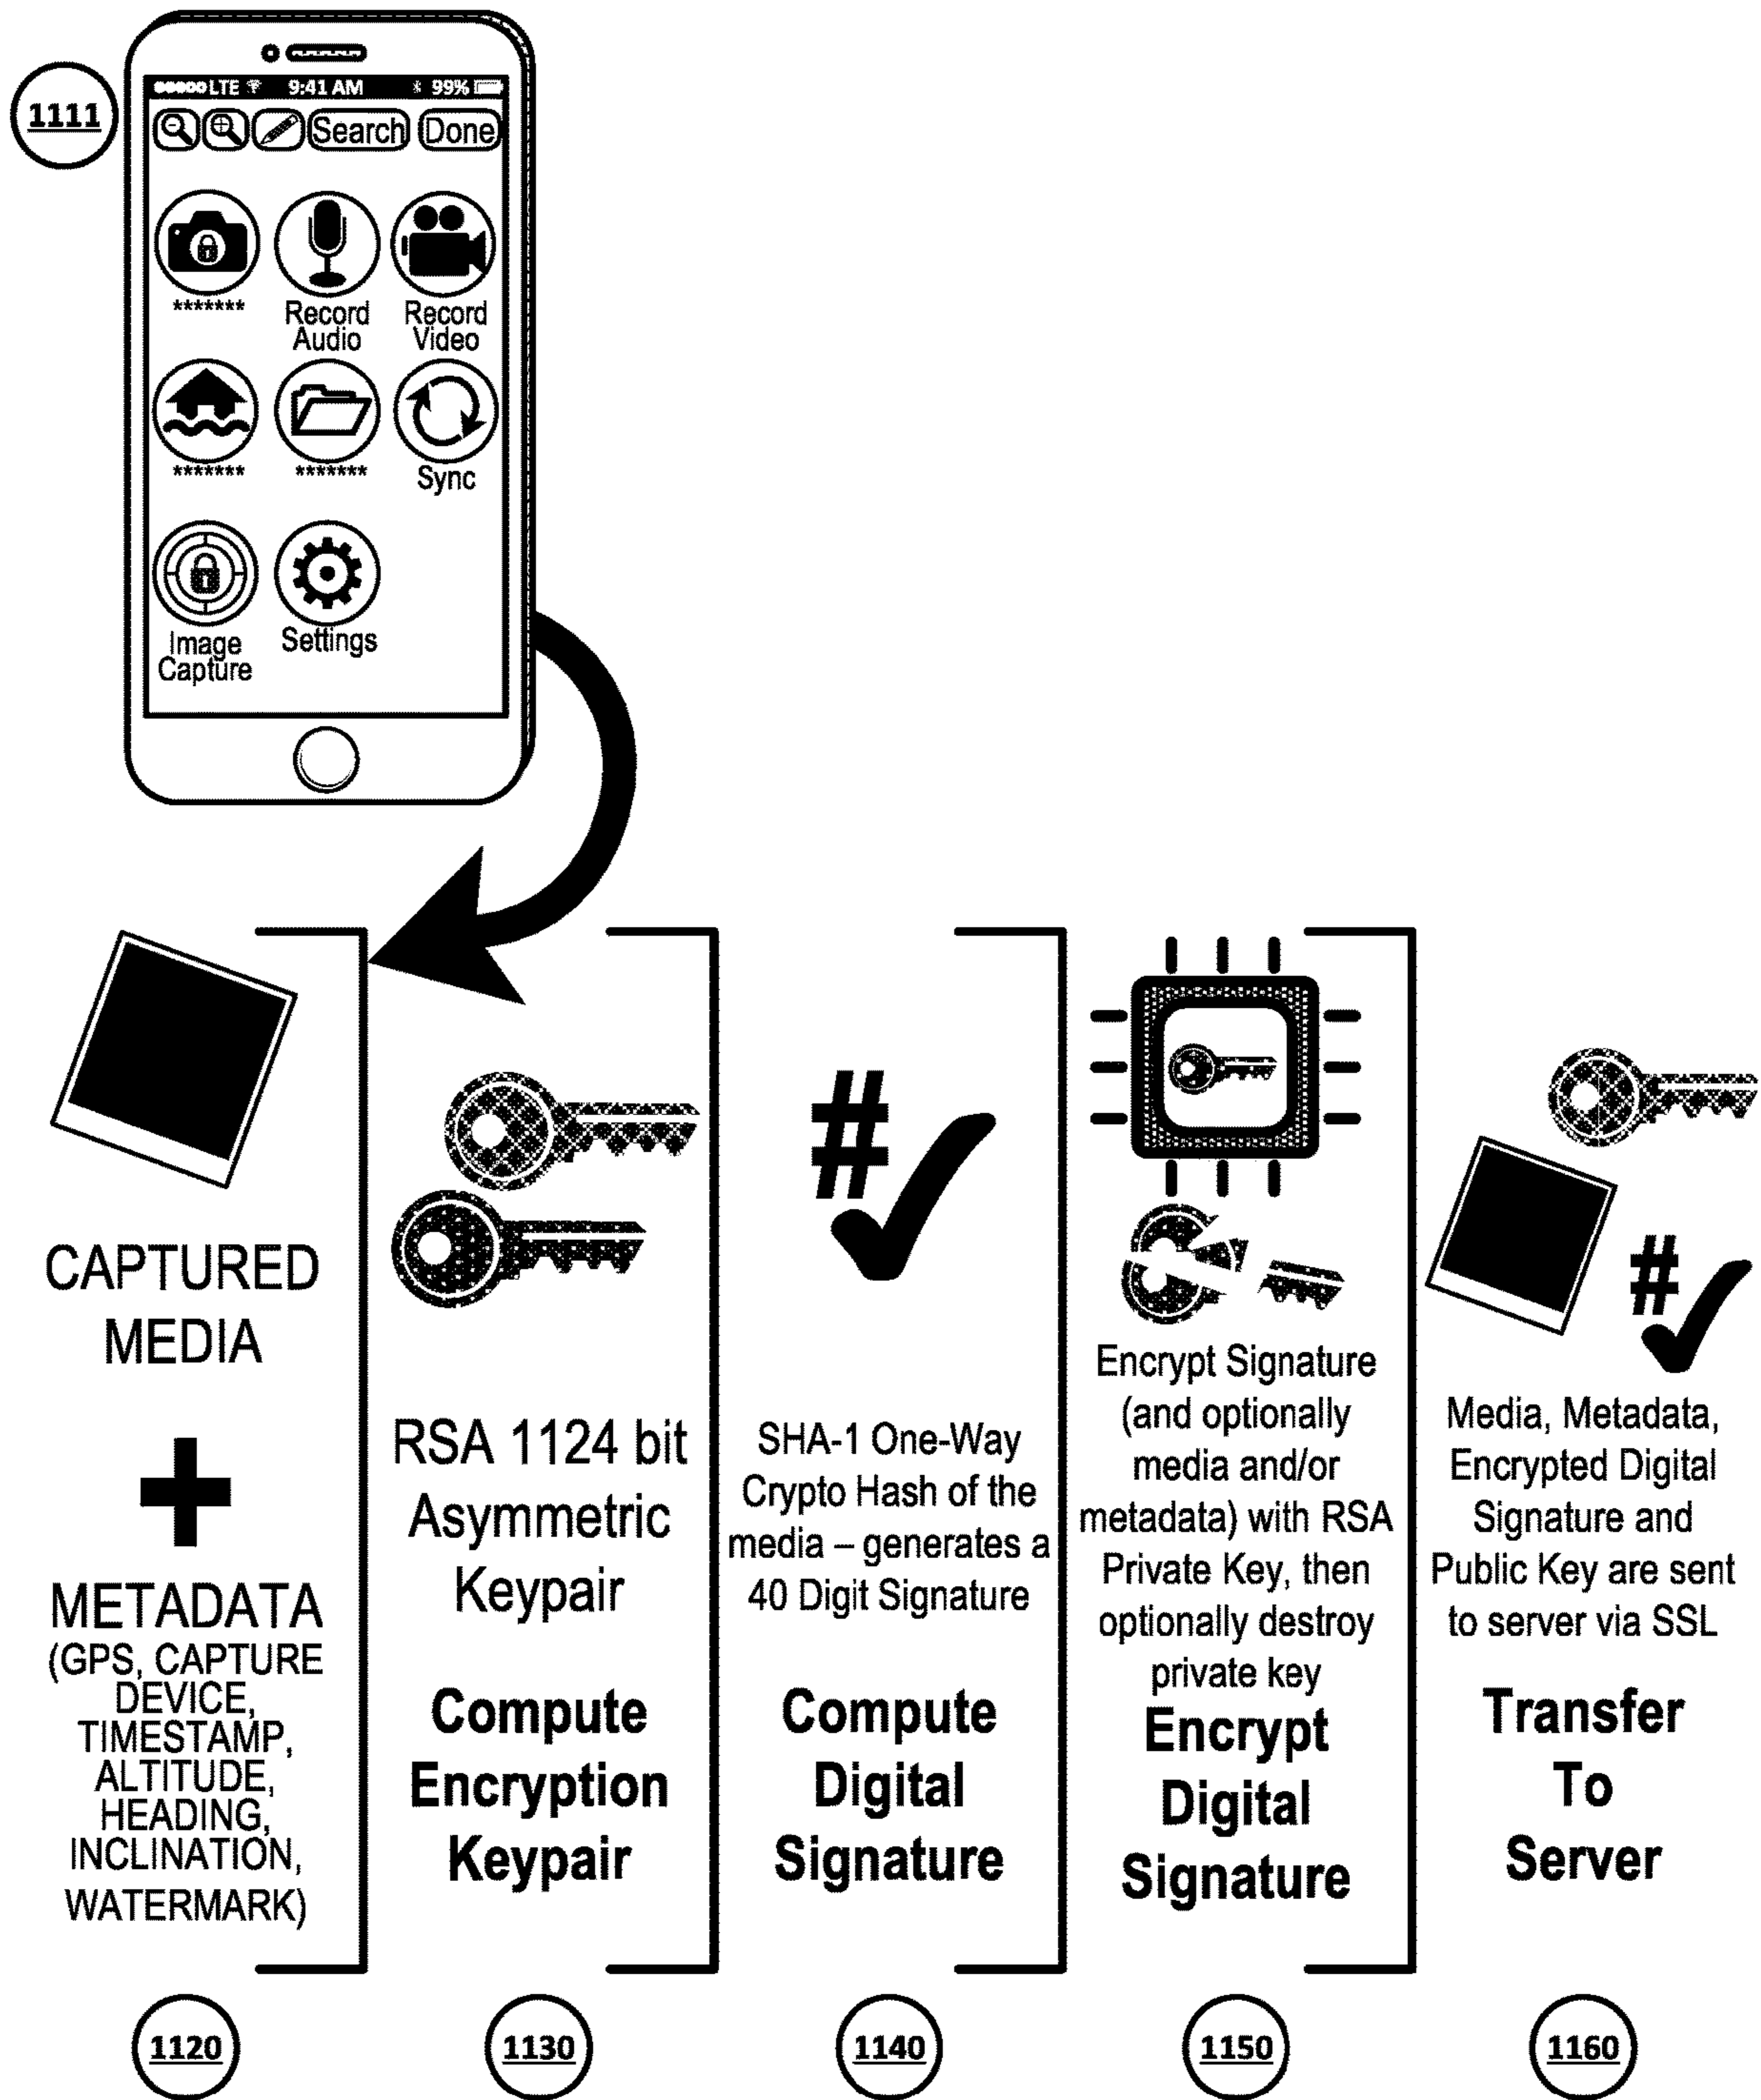 1111
LTE 9:41 AM 99%
Search Done
*******
Record
Audio
Record
Video
*******
*******
Sync
Image
Capture
Settings
CAPTURED
MEDIA
+
METADATA
(GPS, CAPTURE
DEVICE,
TIMESTAMP,
ALTITUDE,
HEADING,
INCLINATION,
WATERMARK)
1120
RSA 1124 bit
Asymmetric
Keypair
Compute
Encryption
Keypair
1130
#
SHA-1 One-Way
Crypto Hash of the
media – generates a
40 Digit Signature
Compute
Digital
Signature
1140
Encrypt Signature
(and optionally
media and/or
metadata) with RSA
Private Key, then
optionally destroy
private key
Encrypt
Digital
Signature
1150
#
Media, Metadata,
Encrypted Digital
Signature and
Public Key are sent
to server via SSL
Transfer
To
Server
1160